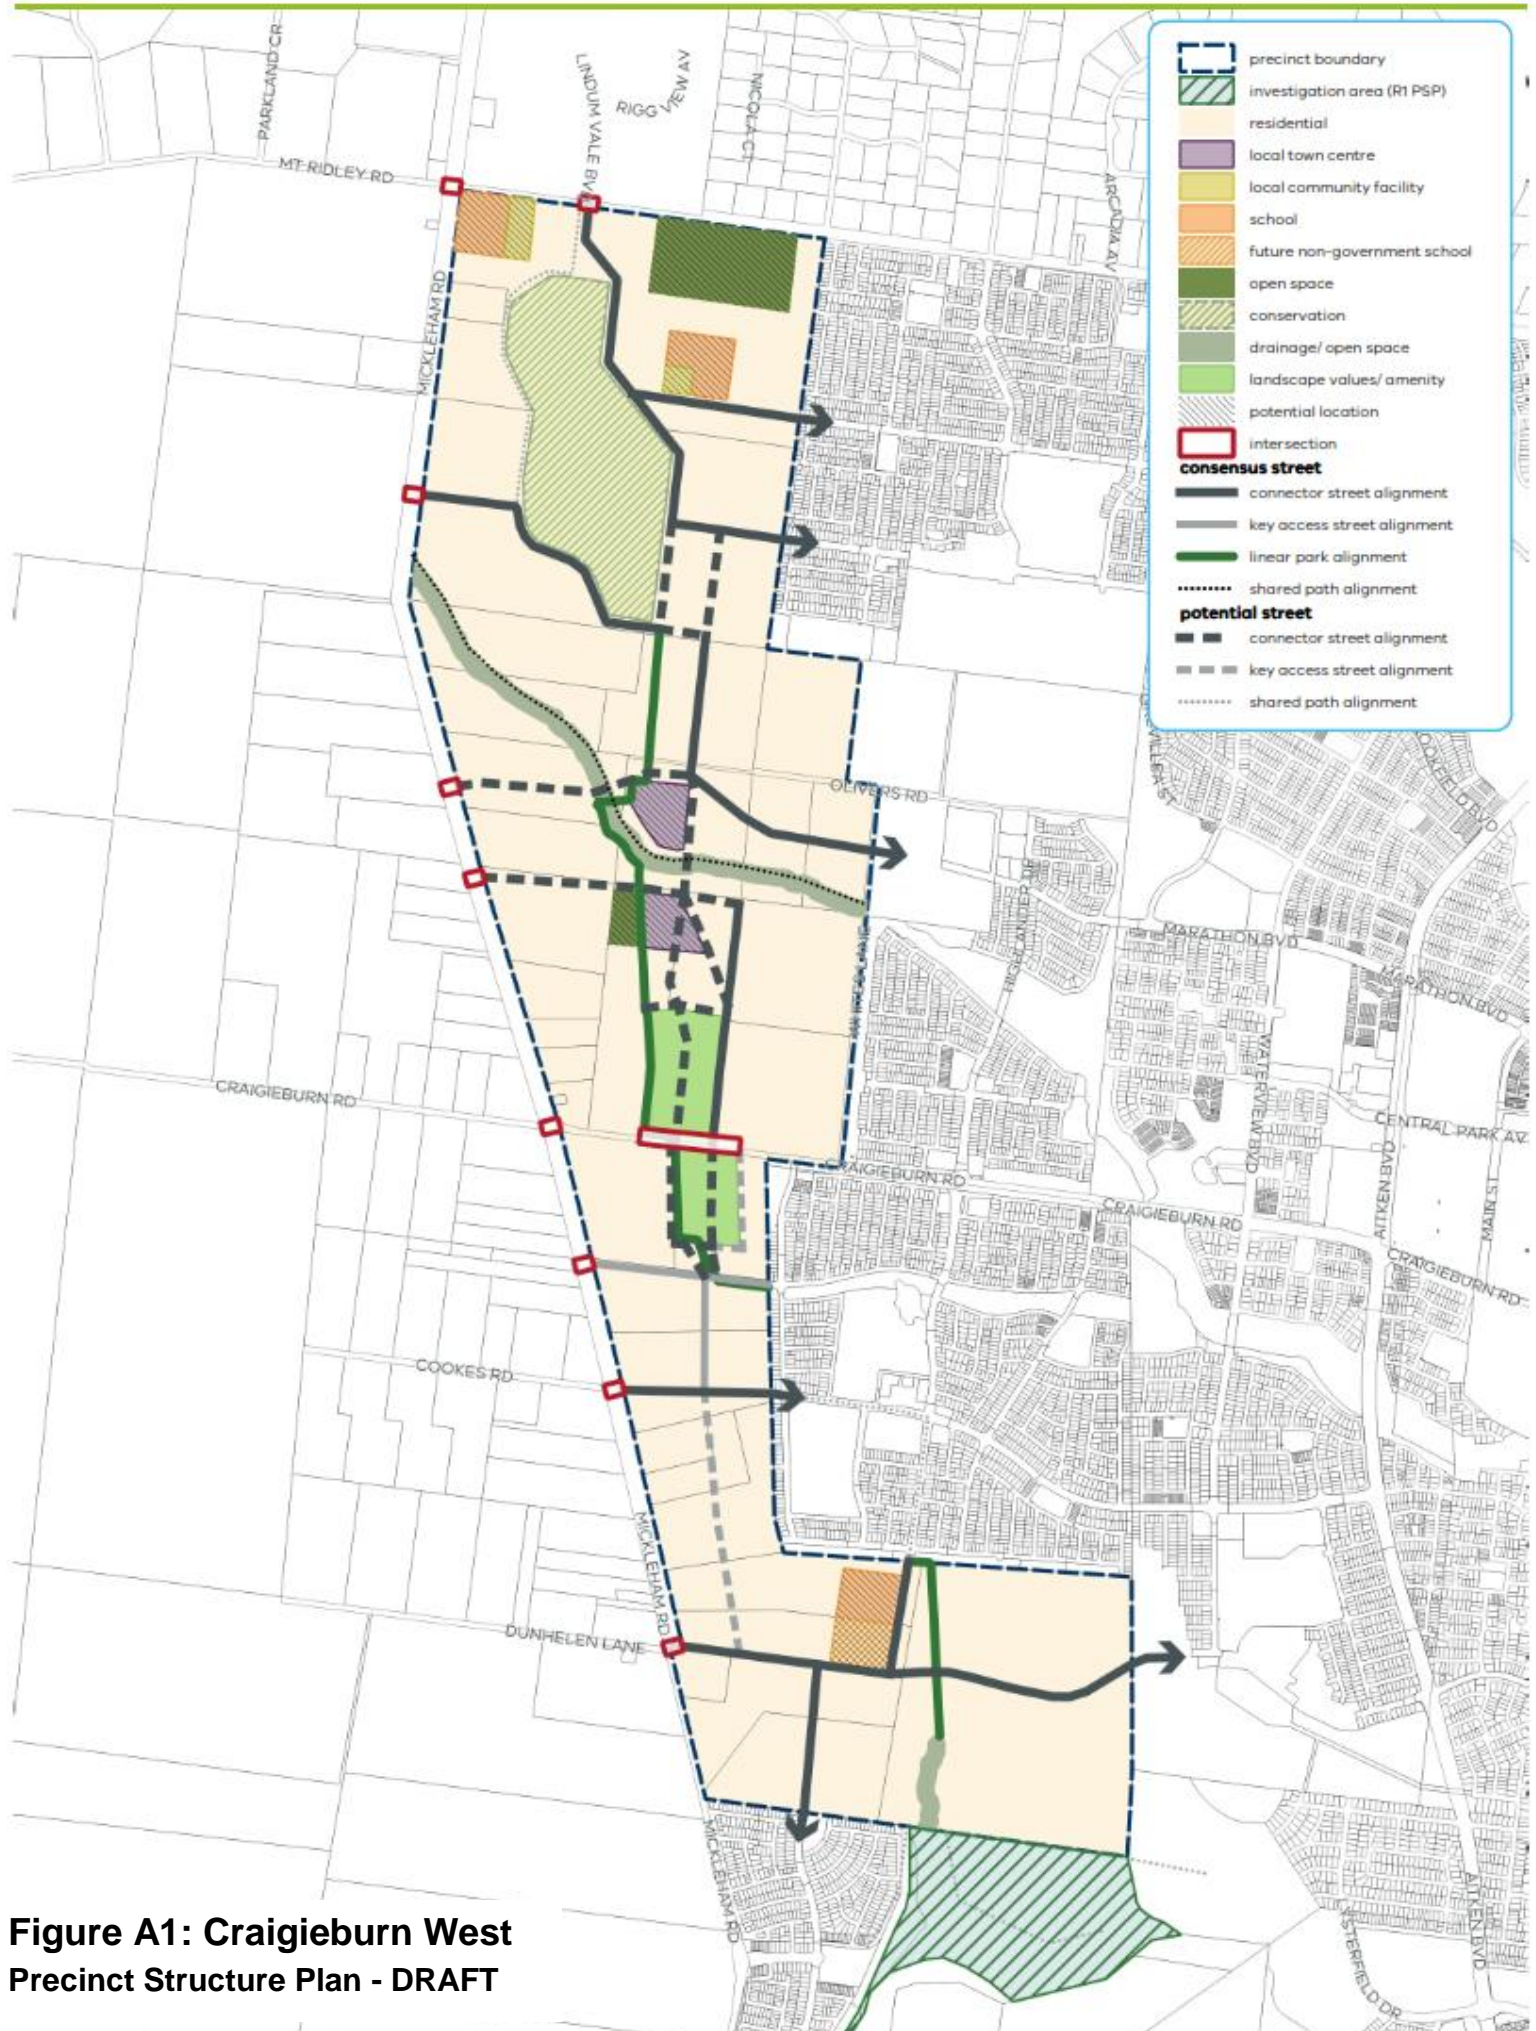 PARKLAND CR
LINDUM VALE BVD
RIGG VIEW AV
NICOLA CT
MT RIDLEY RD
ARCADIA AV
MICKLEHAM RD
precinct boundary
investigation area (R1 PSP)
residential
local town centre
local community facility
school
future non-government school
open space
conservation
drainage/ open space
landscape values/ amenity
potential location
intersection
consensus street
connector street alignment
key access street alignment
linear park alignment
shared path alignment
potential street
connector street alignment
key access street alignment
shared path alignment
OLIVERS RD
HIGHLANDER DR
MARATHON BVD
MARATHON BVD
CRAIGIEBURN RD
WATERVIEW BVD
CENTRAL PARK AV
AITKEN BVD
MAIN ST
CRAIGIEBURN RD
CRAIGIEBURN RD
CRAIGIEBURN RD
COOKES RD
MICKLEHAM RD
DUNHELEN LANE
MICKLEHAM RD
AITKEN BVD
Figure A1: Craigieburn West
Precinct Structure Plan - DRAFT